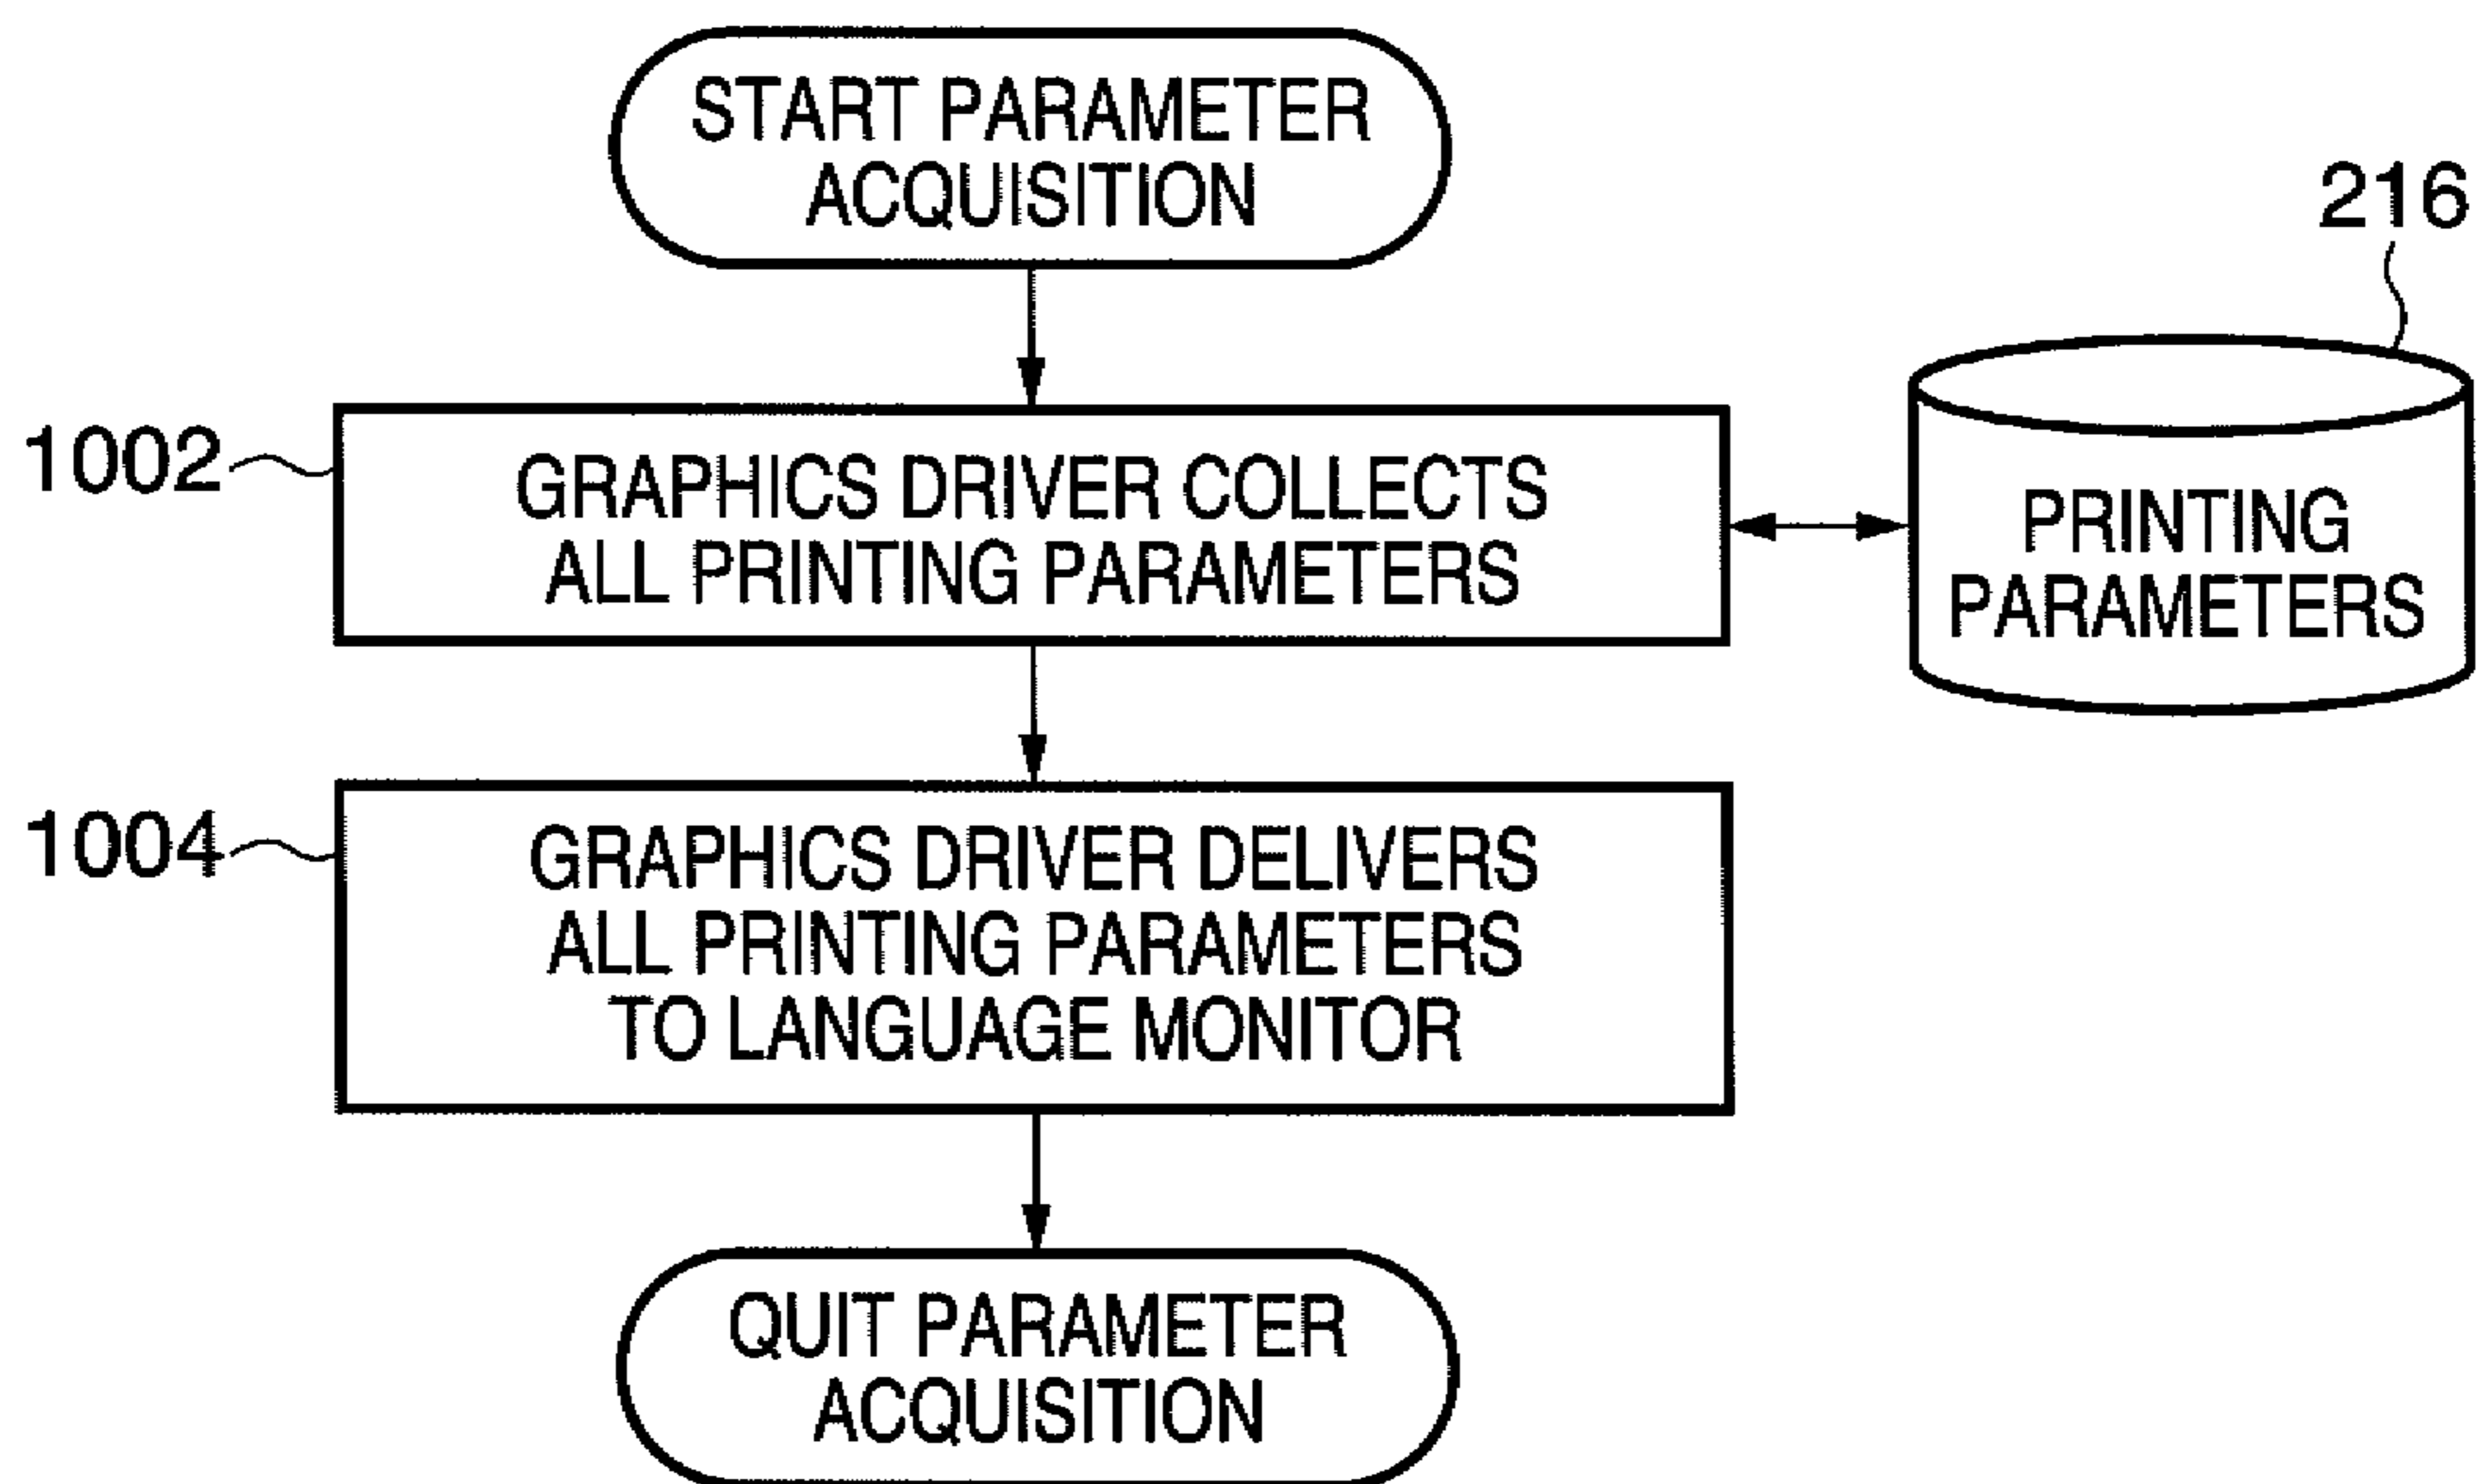 START PARAMETER
ACQUISITION
216
1002
GRAPHICS DRIVER COLLECTS
ALL PRINTING PARAMETERS
PRINTING
PARAMETERS
1004
GRAPHICS DRIVER DELIVERS
ALL PRINTING PARAMETERS
TO LANGUAGE MONITOR
QUIT PARAMETER
ACQUISITION